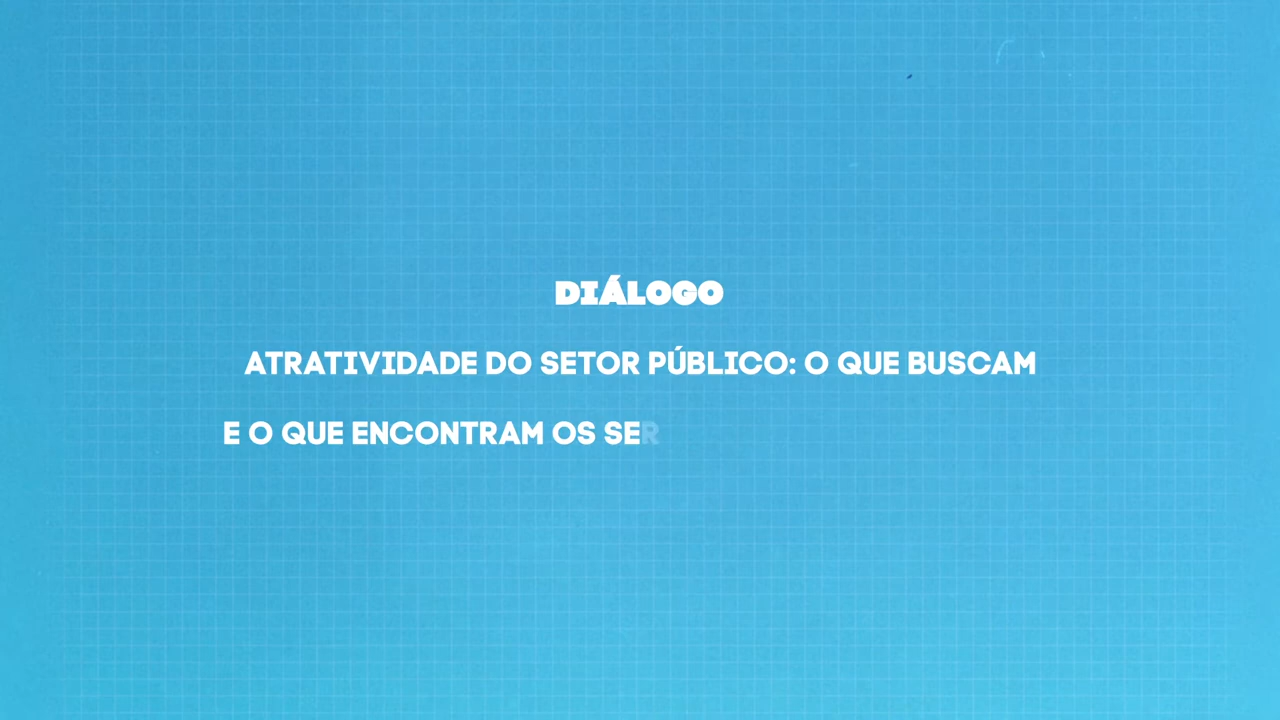 DIÁLOGO
ATRATIVIDADE DO SETOR PÚBLICO: O QUE BUSCAM
E O QUE ENCONTRAM OS SER